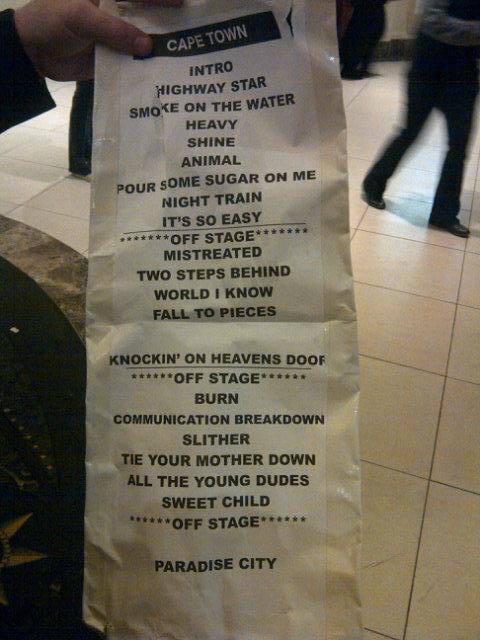 CAPE TOWN
INTRO
HIGHWAY STAR
SMOKE ON THE WATER
HEAVY
SHINE
ANIMAL
POUR SOME SUGAR ON ME
NIGHT TRAIN
IT'S SO EASY
*******OFF STAGE*******
MISTREATED
TWO STEPS BEHIND
WORLD I KNOW
FALL TO PIECES
KNOCKIN' ON HEAVENS DOOR
******OFF STAGE******
BURN
COMMUNICATION BREAKDOWN
SLITHER
TIE YOUR MOTHER DOWN
ALL THE YOUNG DUDES
SWEET CHILD
******OFF STAGE******
PARADISE CITY